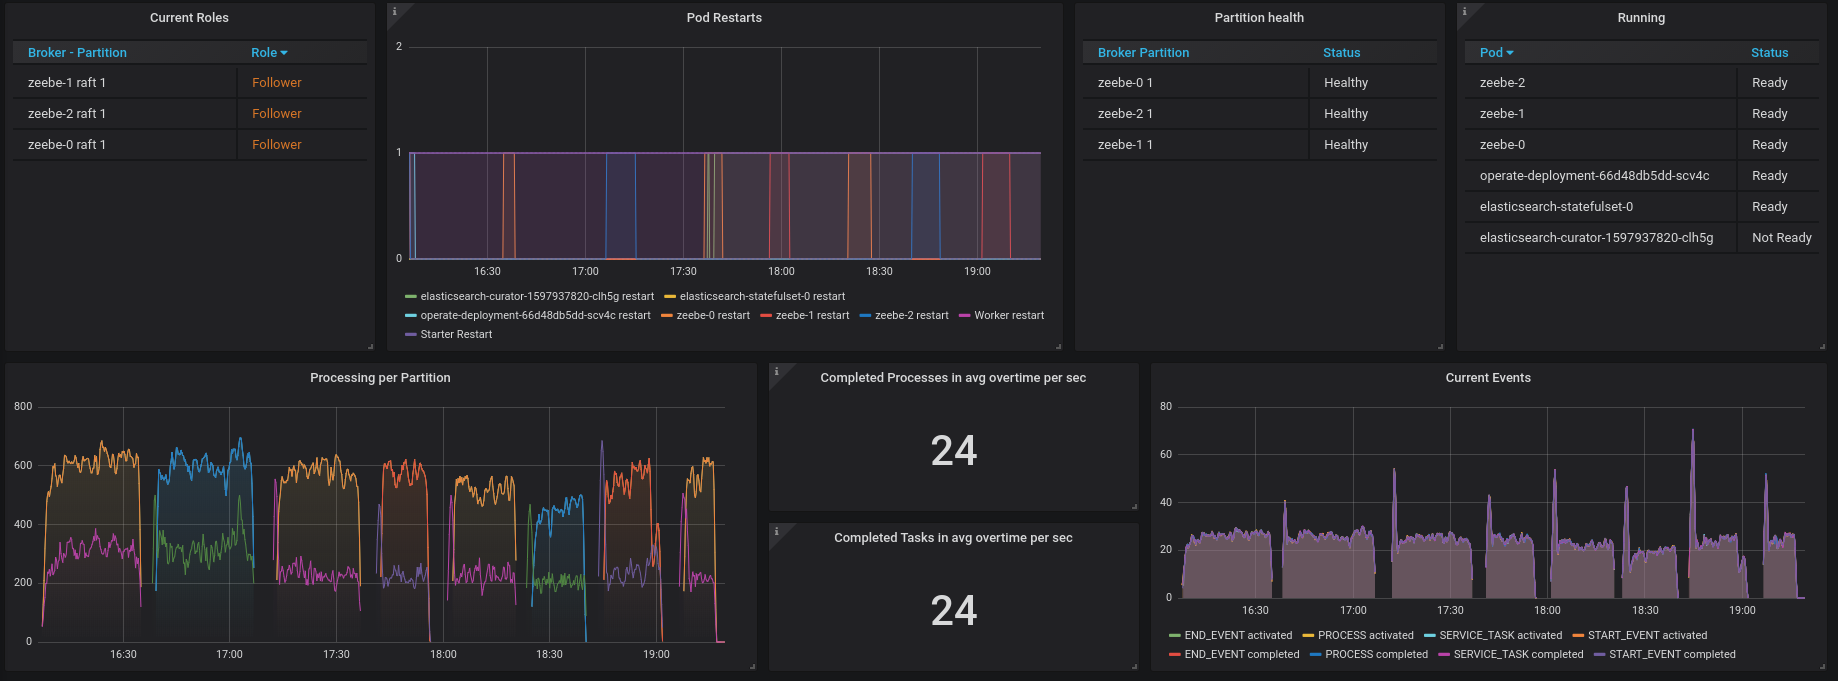 Current Roles
Broker - Partition Role
zeebe-1 raft 1 Follower
zeebe-2 raft 1 Follower
zeebe-0 raft 1 Follower
i
Pod Restarts
2
1
0
16:30 17:00 17:30 18:00 18:30 19:00
elasticsearch-curator-1597937820-clh5g restart elasticsearch-statefulset-0 restart
operate-deployment-66d48db5dd-scv4c restart zeebe-0 restart zeebe-1 restart zeebe-2 restart Worker restart
Starter Restart
Partition health
Broker Partition Status
zeebe-0 1 Healthy
zeebe-2 1 Healthy
zeebe-1 1 Healthy
i
Running
Pod Status
zeebe-2 Ready
zeebe-1 Ready
zeebe-0 Ready
operate-deployment-66d48db5dd-scv4c Ready
elasticsearch-statefulset-0 Ready
elasticsearch-curator-1597937820-clh5g Not Ready
Processing per Partition
800
600
400
200
0
16:30 17:00 17:30 18:00 18:30 19:00
i
Completed Processes in avg overtime per sec
24
i
Completed Tasks in avg overtime per sec
24
Current Events
80
60
40
20
0
16:30 17:00 17:30 18:00 18:30 19:00
END_EVENT activated PROCESS activated SERVICE_TASK activated START_EVENT activated
END_EVENT completed PROCESS completed SERVICE_TASK completed START_EVENT completed